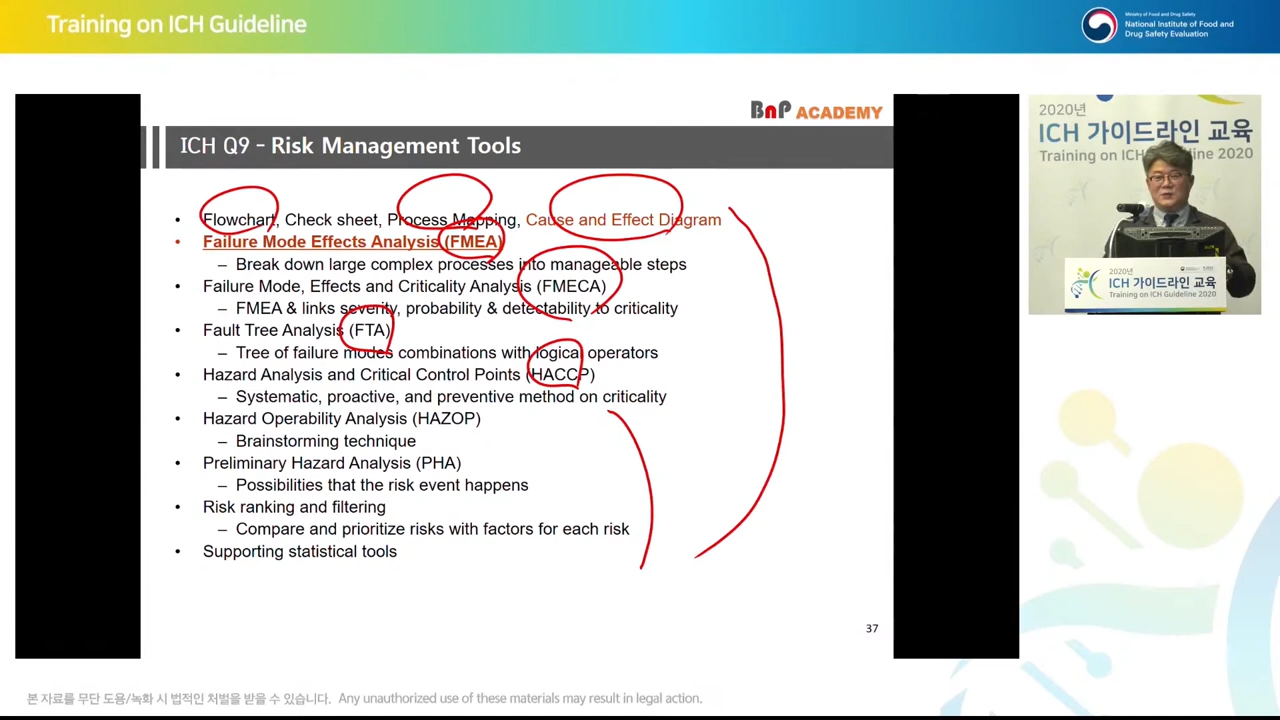 Training on ICH Guideline
Ministry of Food and Drug Safety
National Institute of Food and
Drug Safety Evaluation
BnP ACADEMY
ICH Q9 – Risk Management Tools
• Flowchart, Check sheet, Process Mapping, Cause and Effect Diagram
• Failure Mode Effects Analysis (FMEA)
– Break down large complex processes into manageable steps
• Failure Mode, Effects and Criticality Analysis (FMECA)
– FMEA & links severity, probability & detectability to criticality
• Fault Tree Analysis (FTA)
– Tree of failure modes combinations with logical operators
• Hazard Analysis and Critical Control Points (HACCP)
– Systematic, proactive, and preventive method on criticality
• Hazard Operability Analysis (HAZOP)
– Brainstorming technique
• Preliminary Hazard Analysis (PHA)
– Possibilities that the risk event happens
• Risk ranking and filtering
– Compare and prioritize risks with factors for each risk
• Supporting statistical tools
37
2020년
ICH 가이드라인 교육
Training on ICH Guideline 2020
2020년
ICH 가이드라인 교육
Training on ICH Guideline 2020
본 자료를 무단 도용/녹화 시 법적인 처벌을 받을 수 있습니다. Any unauthorized use of these materials may result in legal action.